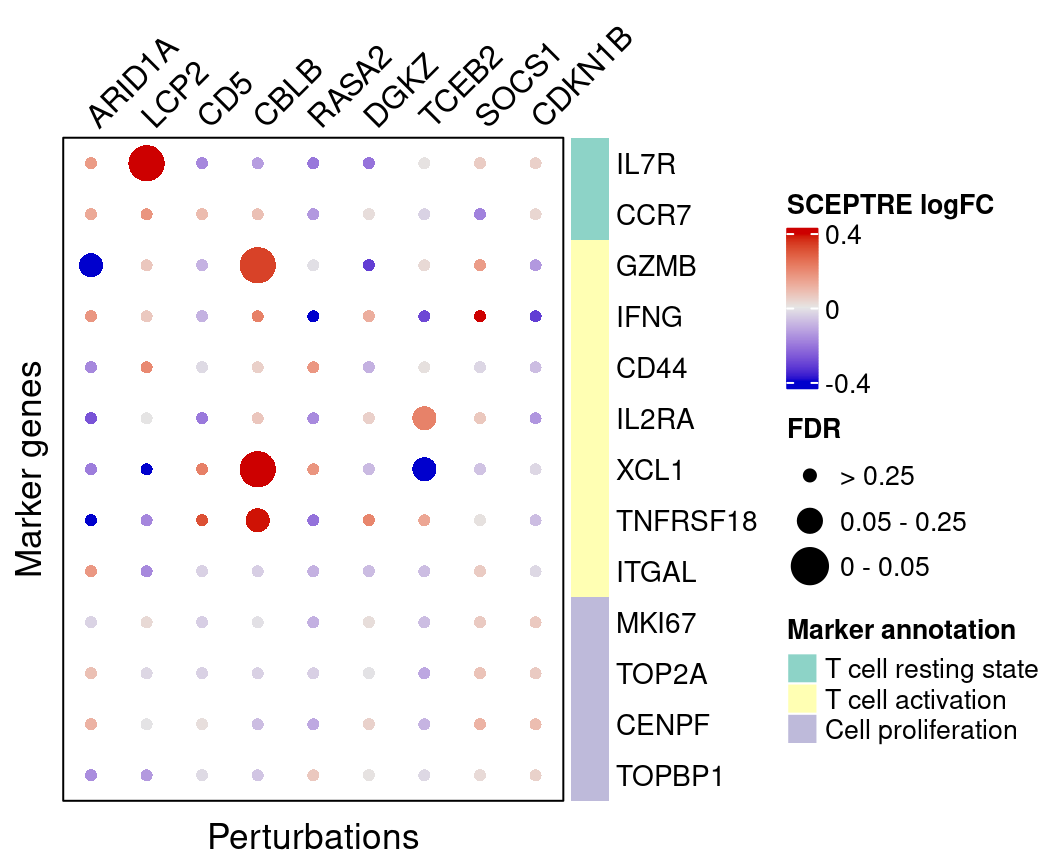 ARID1A
LCP2
CD5
CBLB
RASA2
DGKZ
TCEB2
SOCS1
CDKN1B
Marker genes
IL7R
CCR7
GZMB
IFNG
CD44
IL2RA
XCL1
TNFRSF18
ITGAL
MKI67
TOP2A
CENPF
TOPBP1
Perturbations
SCEPTRE logFC
0.4
0
-0.4
FDR
> 0.25
0.05 - 0.25
0 - 0.05
Marker annotation
T cell resting state
T cell activation
Cell proliferation